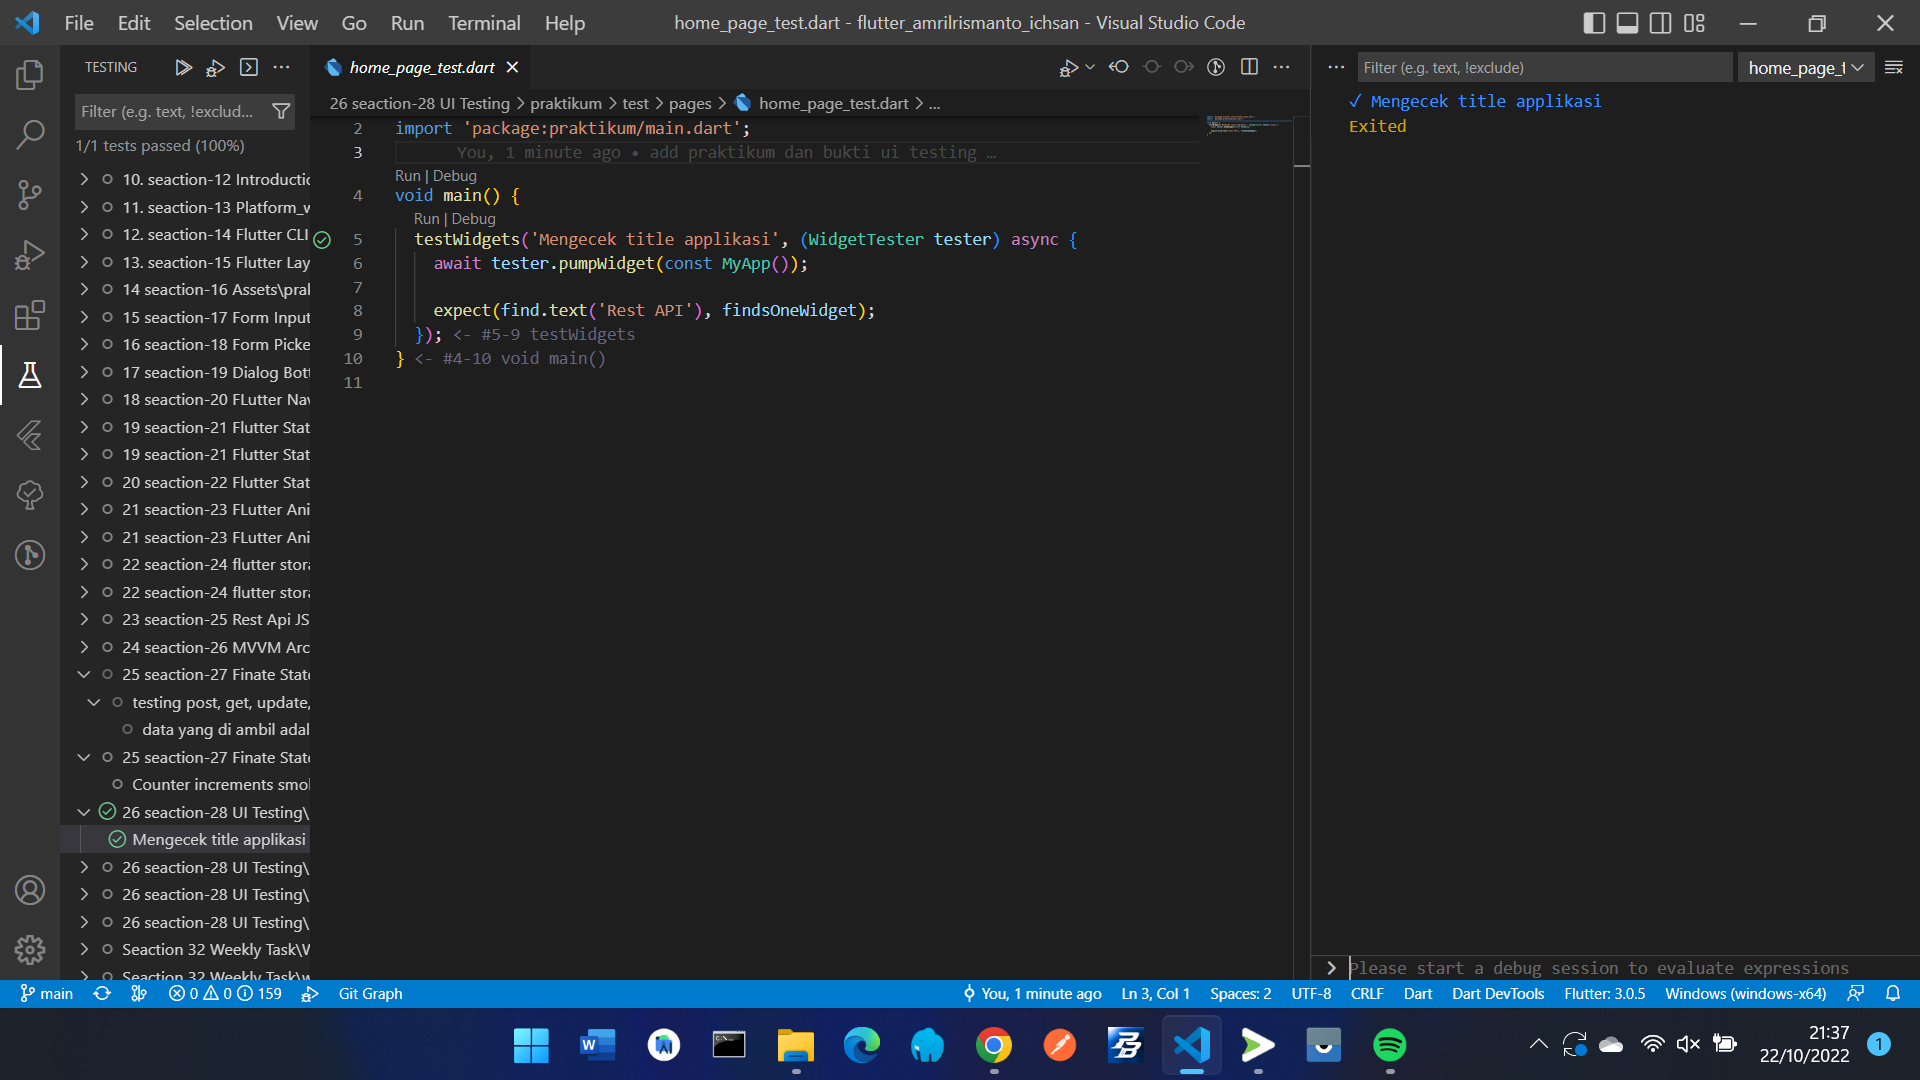 File Edit Selection View Go Run Terminal Help
home_page_test.dart - flutter_amrilrismanto_ichsan - Visual Studio Code
TESTING
Filter (e.g. text, !exclud...
1/1 tests passed (100%)
10. seaction-12 Introductic
11. seaction-13 Platform_w
12. seaction-14 Flutter CLI
13. seaction-15 Flutter Lay
14 seaction-16 Assets\pral
15 seaction-17 Form Input
16 seaction-18 Form Picke
17 seaction-19 Dialog Bott
18 seaction-20 FLutter Nav
19 seaction-21 Flutter Stat
19 seaction-21 Flutter Stat
20 seaction-22 Flutter Stat
21 seaction-23 FLutter Ani
21 seaction-23 FLutter Ani
22 seaction-24 flutter stora
22 seaction-24 flutter stora
23 seaction-25 Rest Api JS
24 seaction-26 MVVM Arc
25 seaction-27 Finate State
testing post, get, update,
data yang di ambil adal
25 seaction-27 Finate State
Counter increments smol
26 seaction-28 UI Testing\
Mengecek title applikasi
26 seaction-28 UI Testing\
26 seaction-28 UI Testing\
26 seaction-28 UI Testing\
Seaction 32 Weekly Task\W
Seaction 32 Weekly Task\w
home_page_test.dart
26 seaction-28 UI Testing > praktikum > test > pages > home_page_test.dart > ...
2 import 'package:praktikum/main.dart';
3 You, 1 minute ago • add praktikum dan bukti ui testing …
Run | Debug
4 void main() {
Run | Debug
5 testWidgets('Mengecek title applikasi', (WidgetTester tester) async {
6 await tester.pumpWidget(const MyApp());
7
8 expect(find.text('Rest API'), findsOneWidget);
9 }); <- #5-9 testWidgets
10 } <- #4-10 void main()
11
Filter (e.g. text, !exclude)
home_page_t
✓ Mengecek title applikasi
Exited
Please start a debug session to evaluate expressions
main 0 0 159 Git Graph
You, 1 minute ago Ln 3, Col 1 Spaces: 2 UTF-8 CRLF Dart Dart DevTools Flutter: 3.0.5 Windows (windows-x64)
21:37
22/10/2022
1